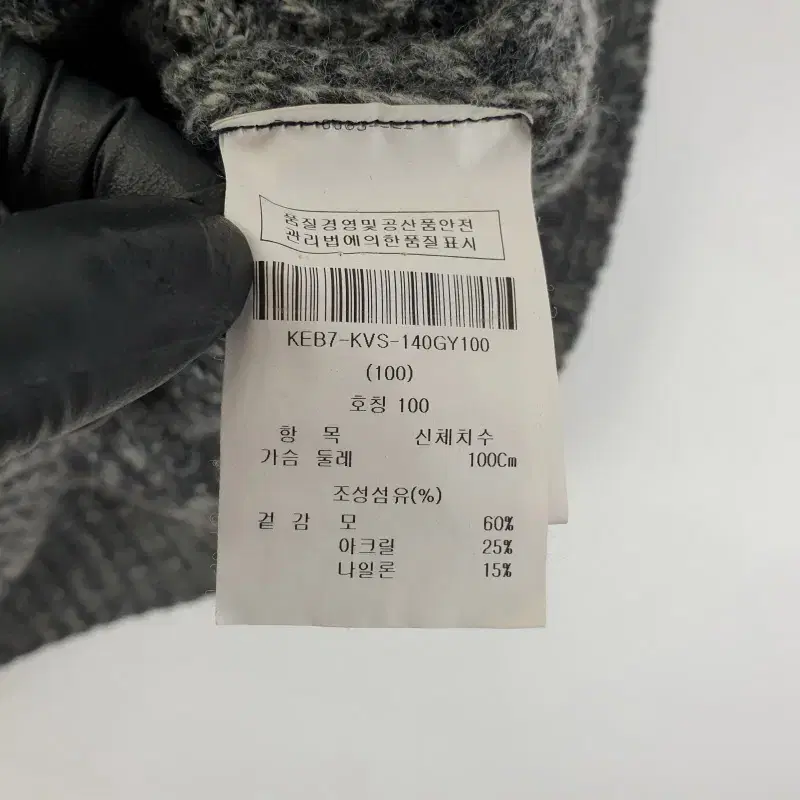 품질경영및공산품안전
관리법에의한품질표시
KEB7-KVS-140GY100
(100)
호칭 100
항 목 신체치수
가슴 둘레 100Cm
조성섬유(%)
겉 감 모 60%
아크릴 25%
나일론 15%